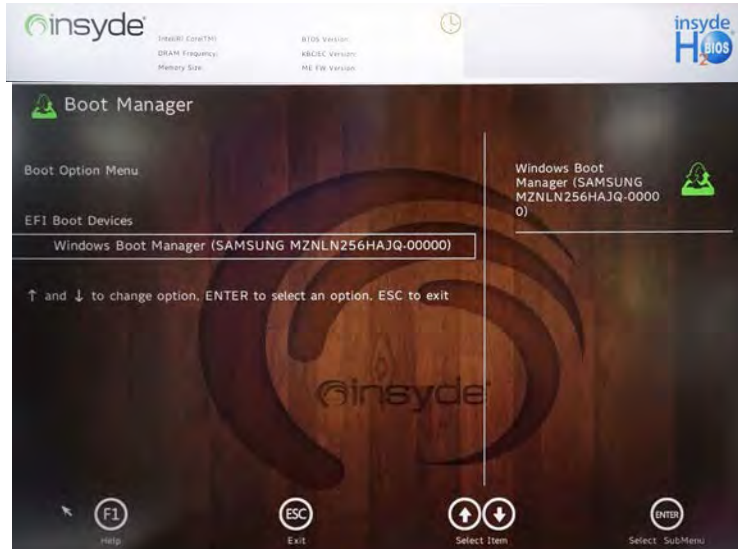 insyde
Intel(R) Core(TM)
BIOS Version:
DRAM Frequency:
KBC/EC Version:
Memory Size:
ME FW Version:
insyde
H2O BIOS
Boot Manager
Boot Option Menu
EFI Boot Devices
Windows Boot Manager (SAMSUNG MZNLN256HAJQ-00000)
↑ and ↓ to change option, ENTER to select an option, ESC to exit
Windows Boot
Manager (SAMSUNG
MZNLN256HAJQ-0000
0)
insyde
F1
Help
ESC
Exit
Select Item
ENTER
Select SubMenu